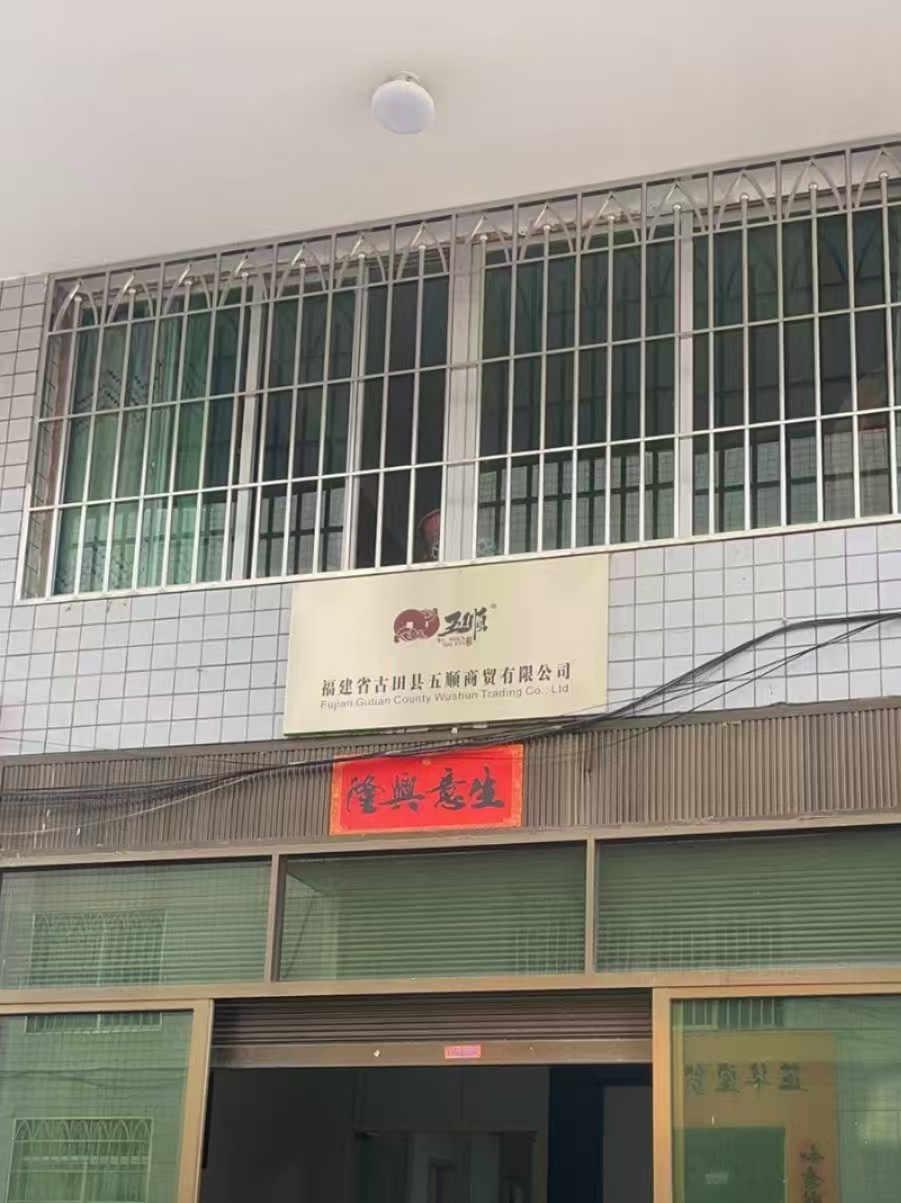 五顺
福建省古田县五顺商贸有限公司
Fujian Gutian County Wushun Trading Co., Ltd
隆興意生